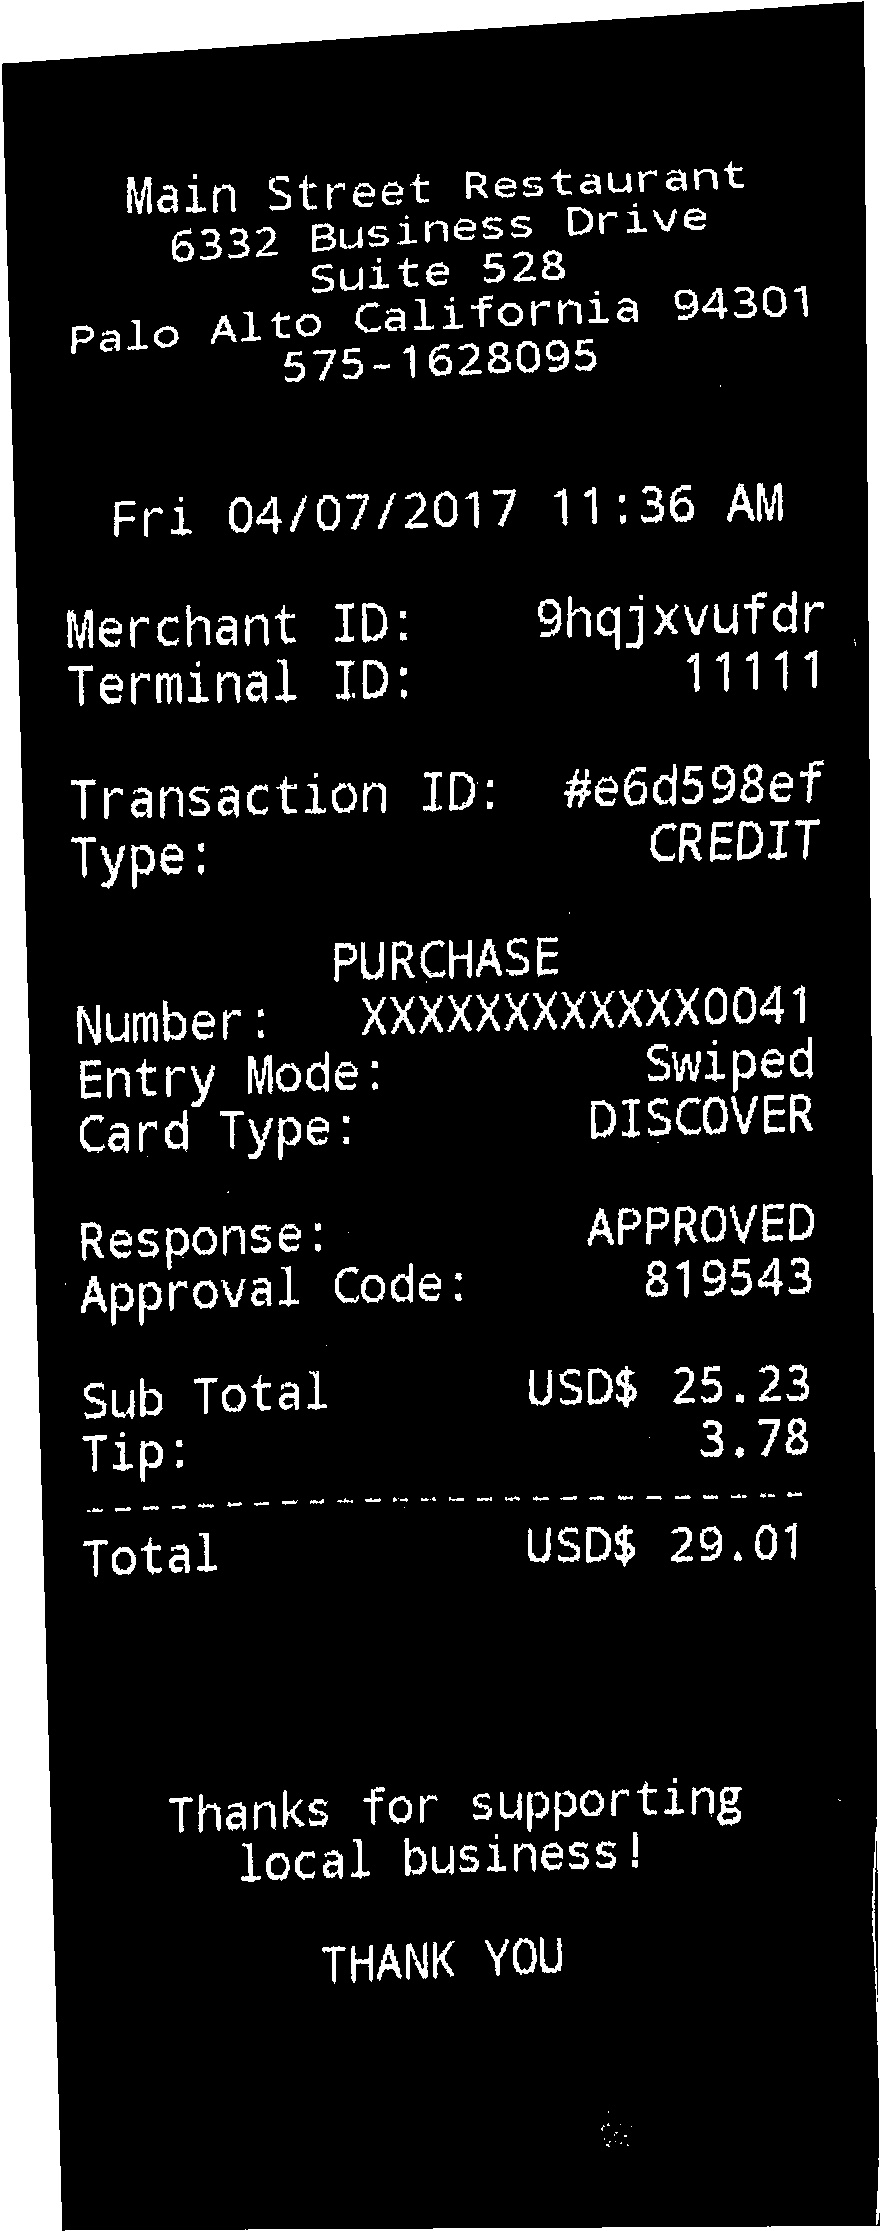 Main Street Restaurant
6332 Business Drive
Suite 528
Palo Alto California 94301
575-1628095
Fri 04/07/2017 11:36 AM
Merchant ID: 9hqjxvufdr
Terminal ID: 11111
Transaction ID: #e6d598ef
Type: CREDIT
PURCHASE
Number: XXXXXXXXXXXX0041
Entry Mode: Swiped
Card Type: DISCOVER
Response: APPROVED
Approval Code: 819543
Sub Total USD$ 25.23
Tip: 3.78
--------------------------
Total USD$ 29.01
Thanks for supporting
local business!
THANK YOU